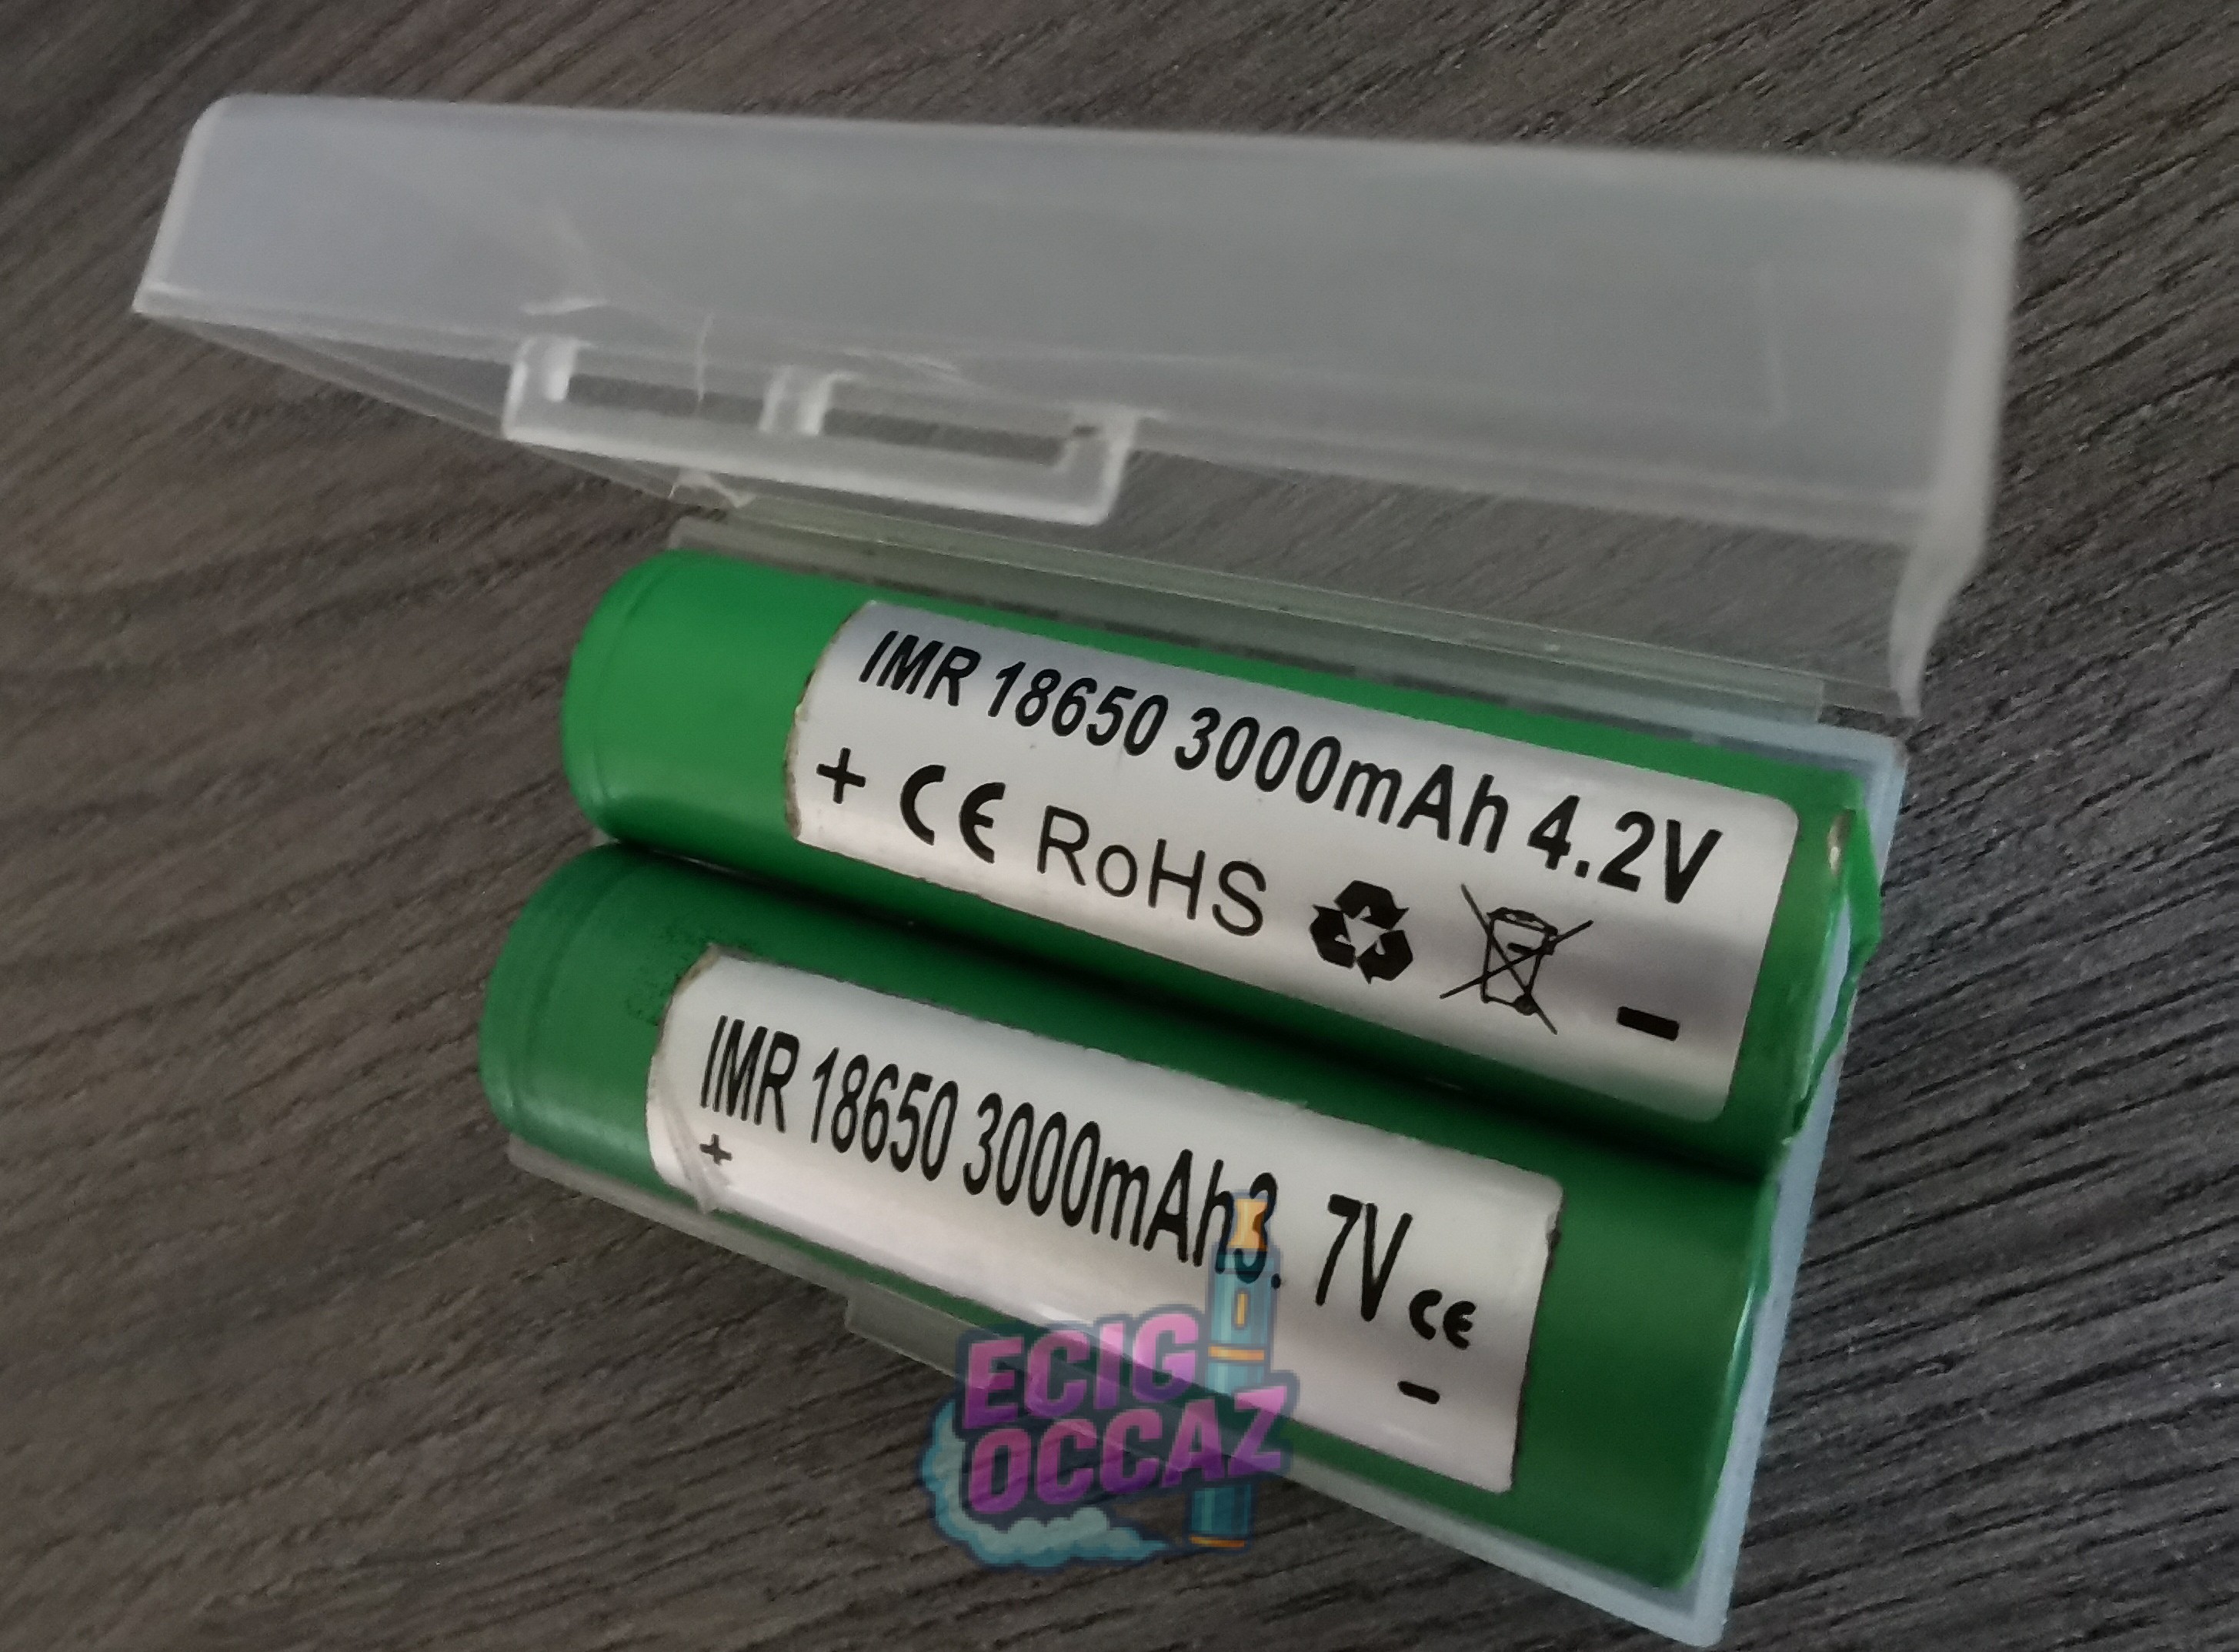 IMR 18650 3000mAh 4.2V
+ CE RoHS -
IMR 18650 3000mAh3. 7V CE
+ -
ECIG
OCCAZ